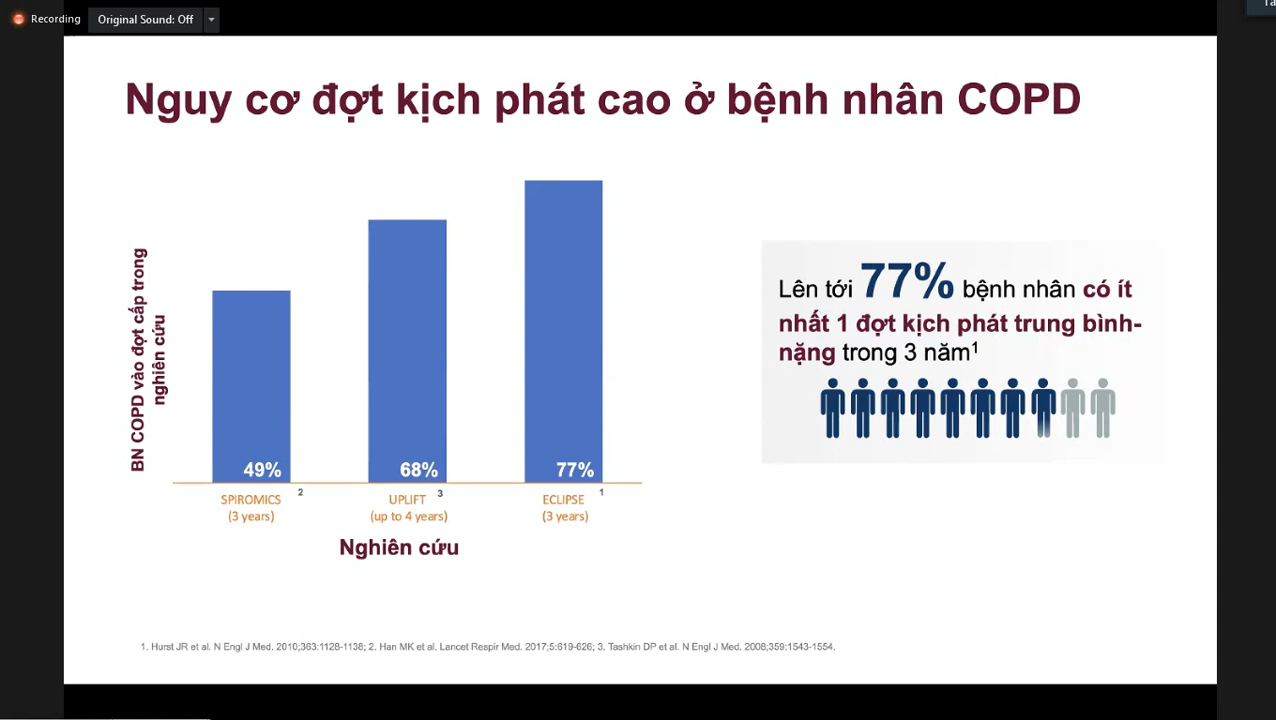 Recording
Original Sound: Off
Ta
Nguy cơ đợt kịch phát cao ở bệnh nhân COPD
BN COPD vào đợt cấp trong
nghiên cứu
49%
68%
77%
SPIROMICS 2
(3 years)
UPLIFT 3
(up to 4 years)
ECLIPSE 1
(3 years)
Nghiên cứu
Lên tới 77% bệnh nhân có ít
nhất 1 đợt kịch phát trung bình-
nặng trong 3 năm1
1. Hurst JR et al. N Engl J Med. 2010;363:1128-1138; 2. Han MK et al. Lancet Respir Med. 2017;5:619-626; 3. Tashkin DP et al. N Engl J Med. 2008;359:1543-1554.